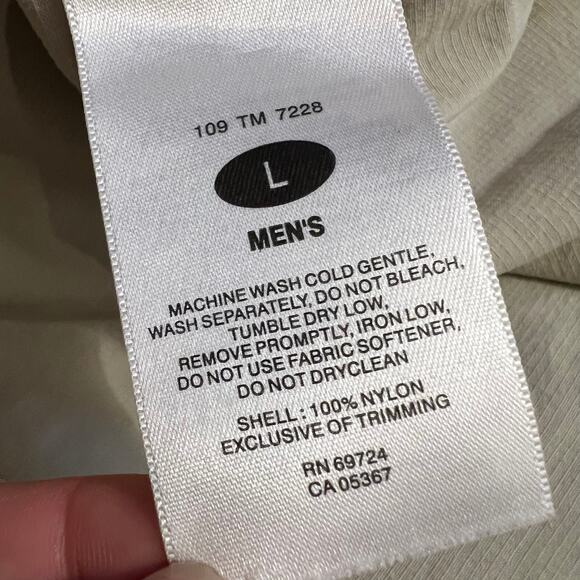 109 TM 7228
L
MEN'S
MACHINE WASH COLD GENTLE,
WASH SEPARATELY, DO NOT BLEACH,
TUMBLE DRY LOW,
REMOVE PROMPTLY, IRON LOW,
DO NOT USE FABRIC SOFTENER,
DO NOT DRYCLEAN
SHELL : 100% NYLON
EXCLUSIVE OF TRIMMING
RN 69724
CA 05367